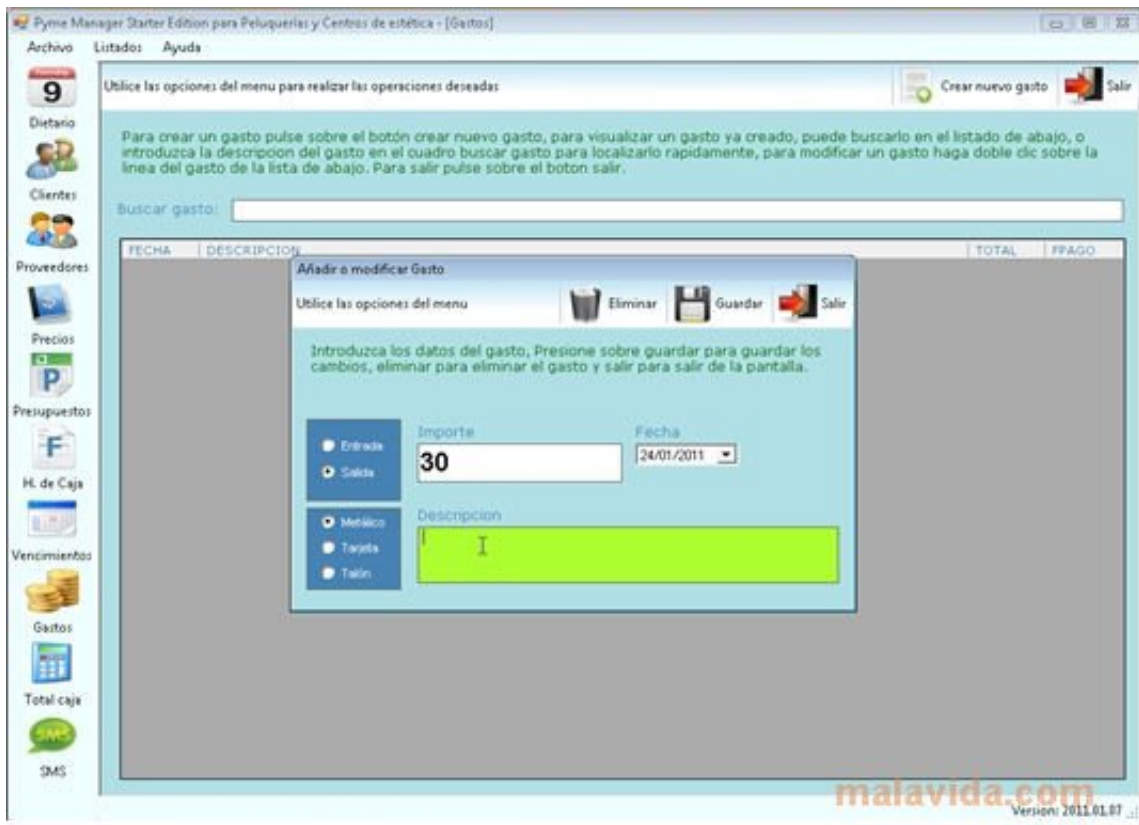 Pyme Manager Starter Edition para Peluquerías y Centros de estética - [Gastos]
Archivo Listados Ayuda
9
Utilice las opciones del menu para realizar las operaciones deseadas
Crear nuevo gasto
Salir
Dietario
Para crear un gasto pulse sobre el botón crear nuevo gasto, para visualizar un gasto ya creado, puede buscarlo en el listado de abajo, o
introduzca la descripcion del gasto en el cuadro buscar gasto para localizarlo rapidamente, para modificar un gasto haga doble clic sobre la
linea del gasto de la lista de abajo. Para salir pulse sobre el boton salir.
Clientes
Buscar gasto:
Proveedores
FECHA DESCRIPCION TOTAL FPAGO
Añadir o modificar Gasto
Utilice las opciones del menu
Eliminar
Guardar
Salir
Precios
Introduzca los datos del gasto, Presione sobre guardar para guardar los
cambios, eliminar para eliminar el gasto y salir para salir de la pantalla.
P
Presupuestos
Entrada
Salida
Importe
30
Fecha
24/01/2011
F
H. de Caja
Metálico
Tarjeta
Talón
Descripcion
Vencimientos
Gastos
Total caja
SMS
SMS
malavida.com
Version: 2011.01.07